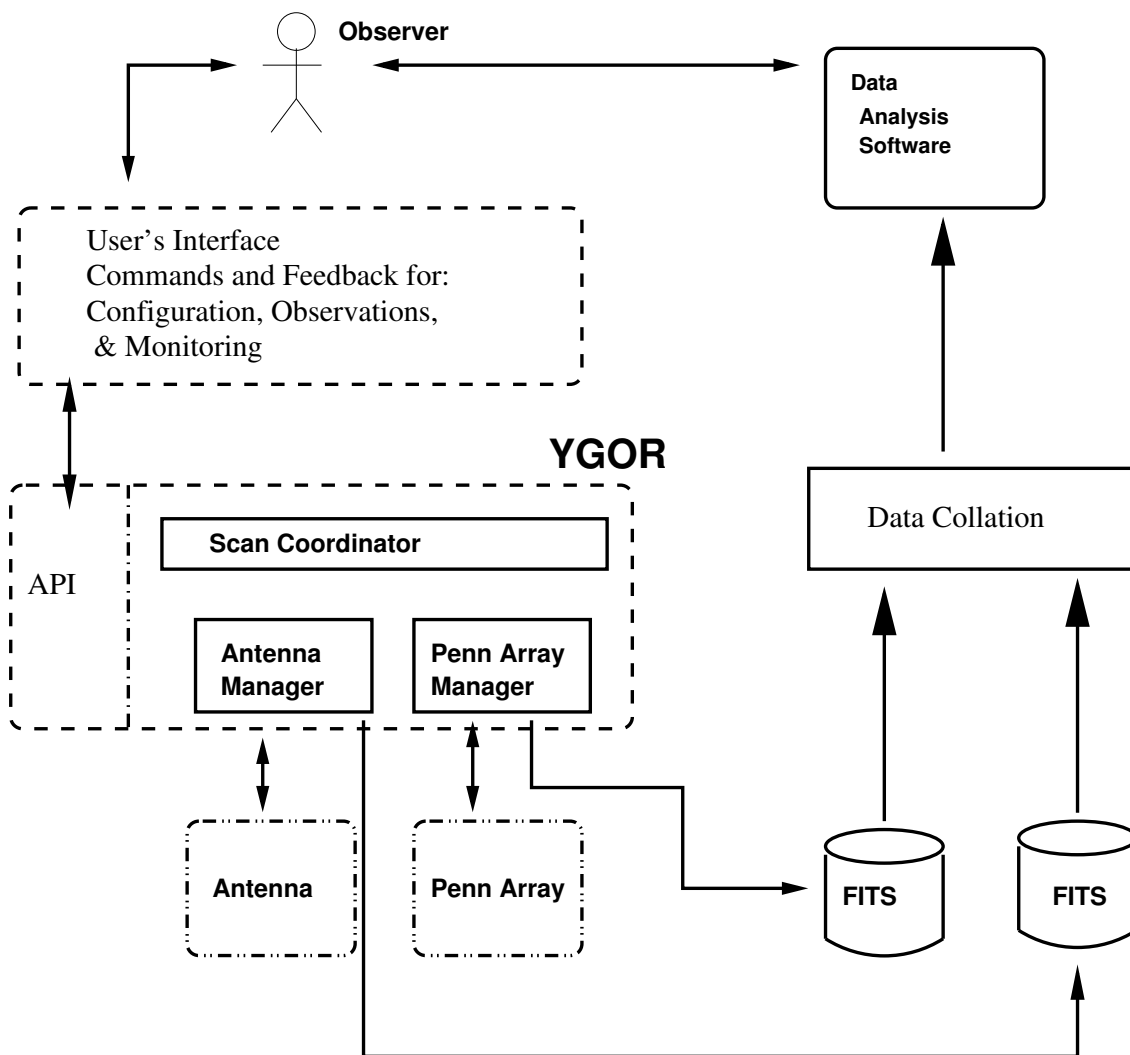 Observer
Data
Analysis
Software
User's Interface
Commands and Feedback for:
Configuration, Observations,
& Monitoring
YGOR
API
Scan Coordinator
Antenna
Manager
Penn Array
Manager
Data Collation
Antenna
Penn Array
FITS
FITS